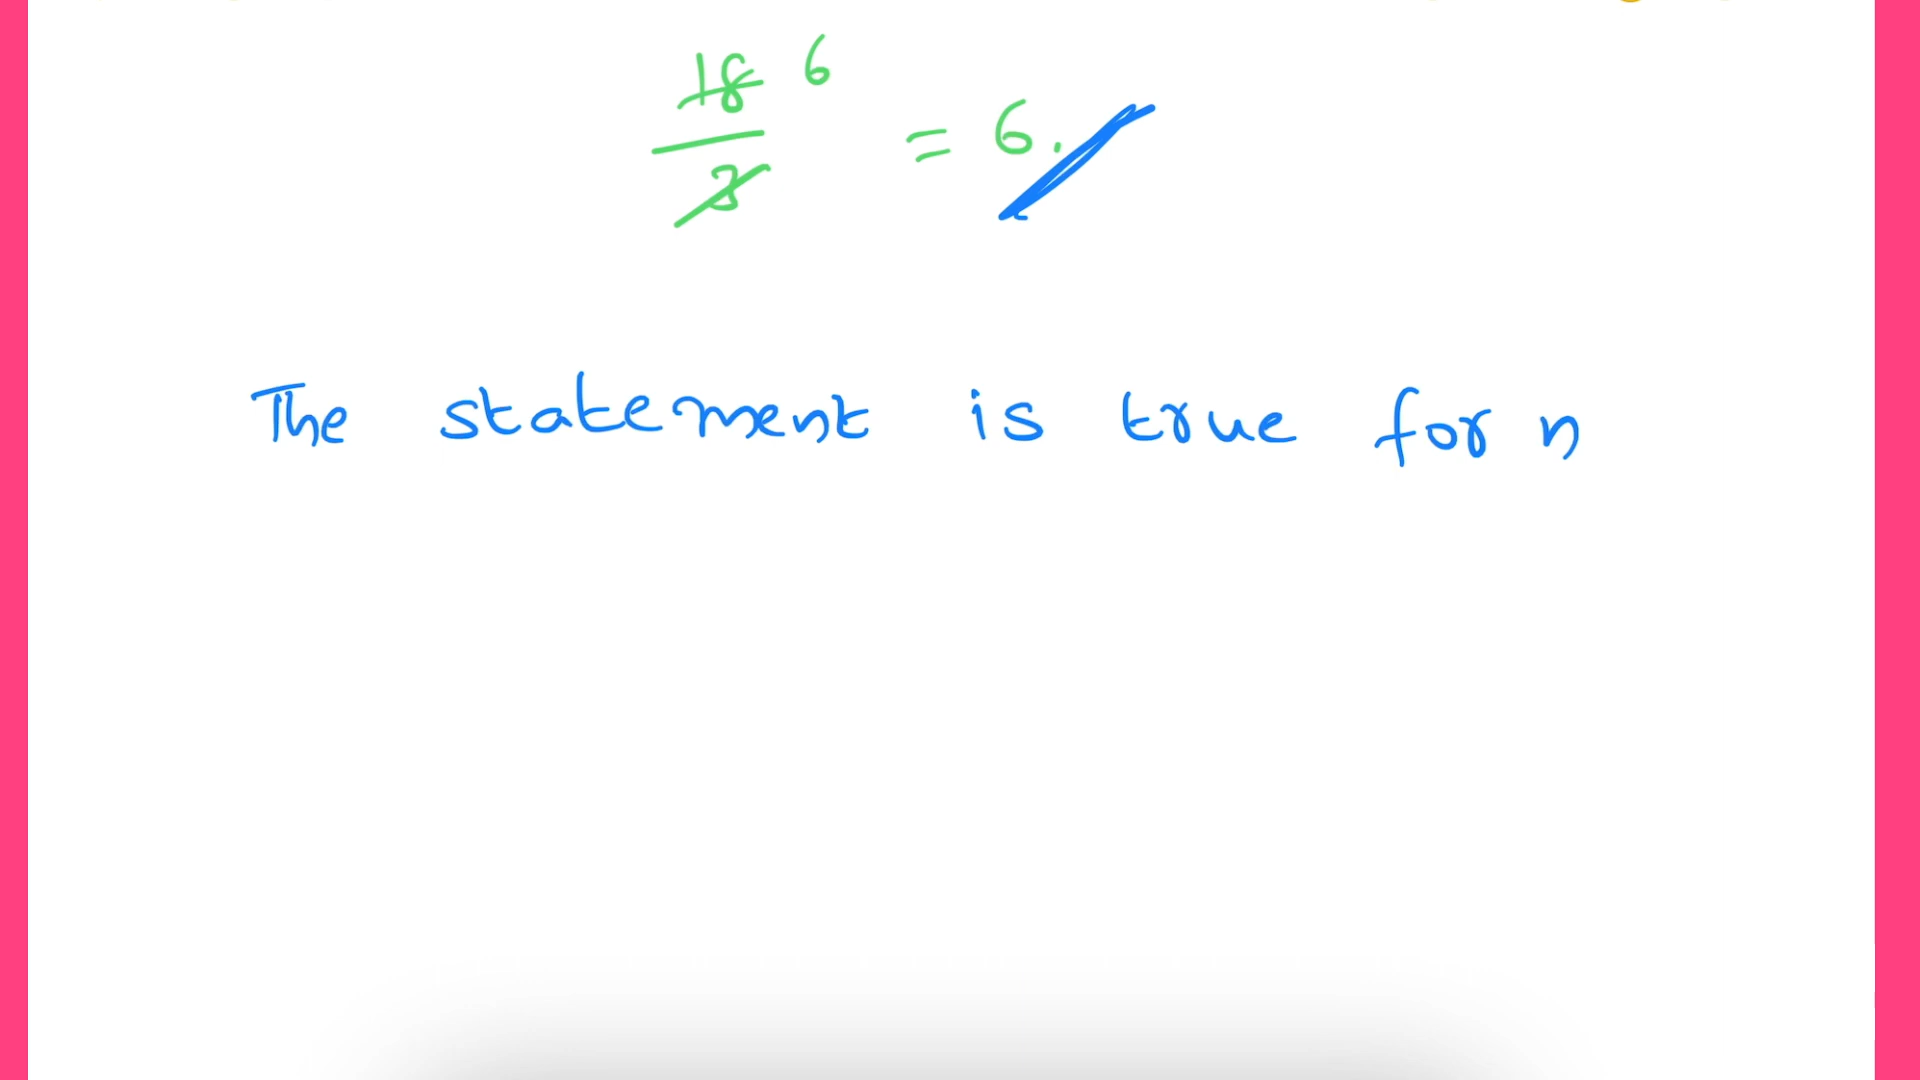 18 6
= 6.
3
The statement is true for n